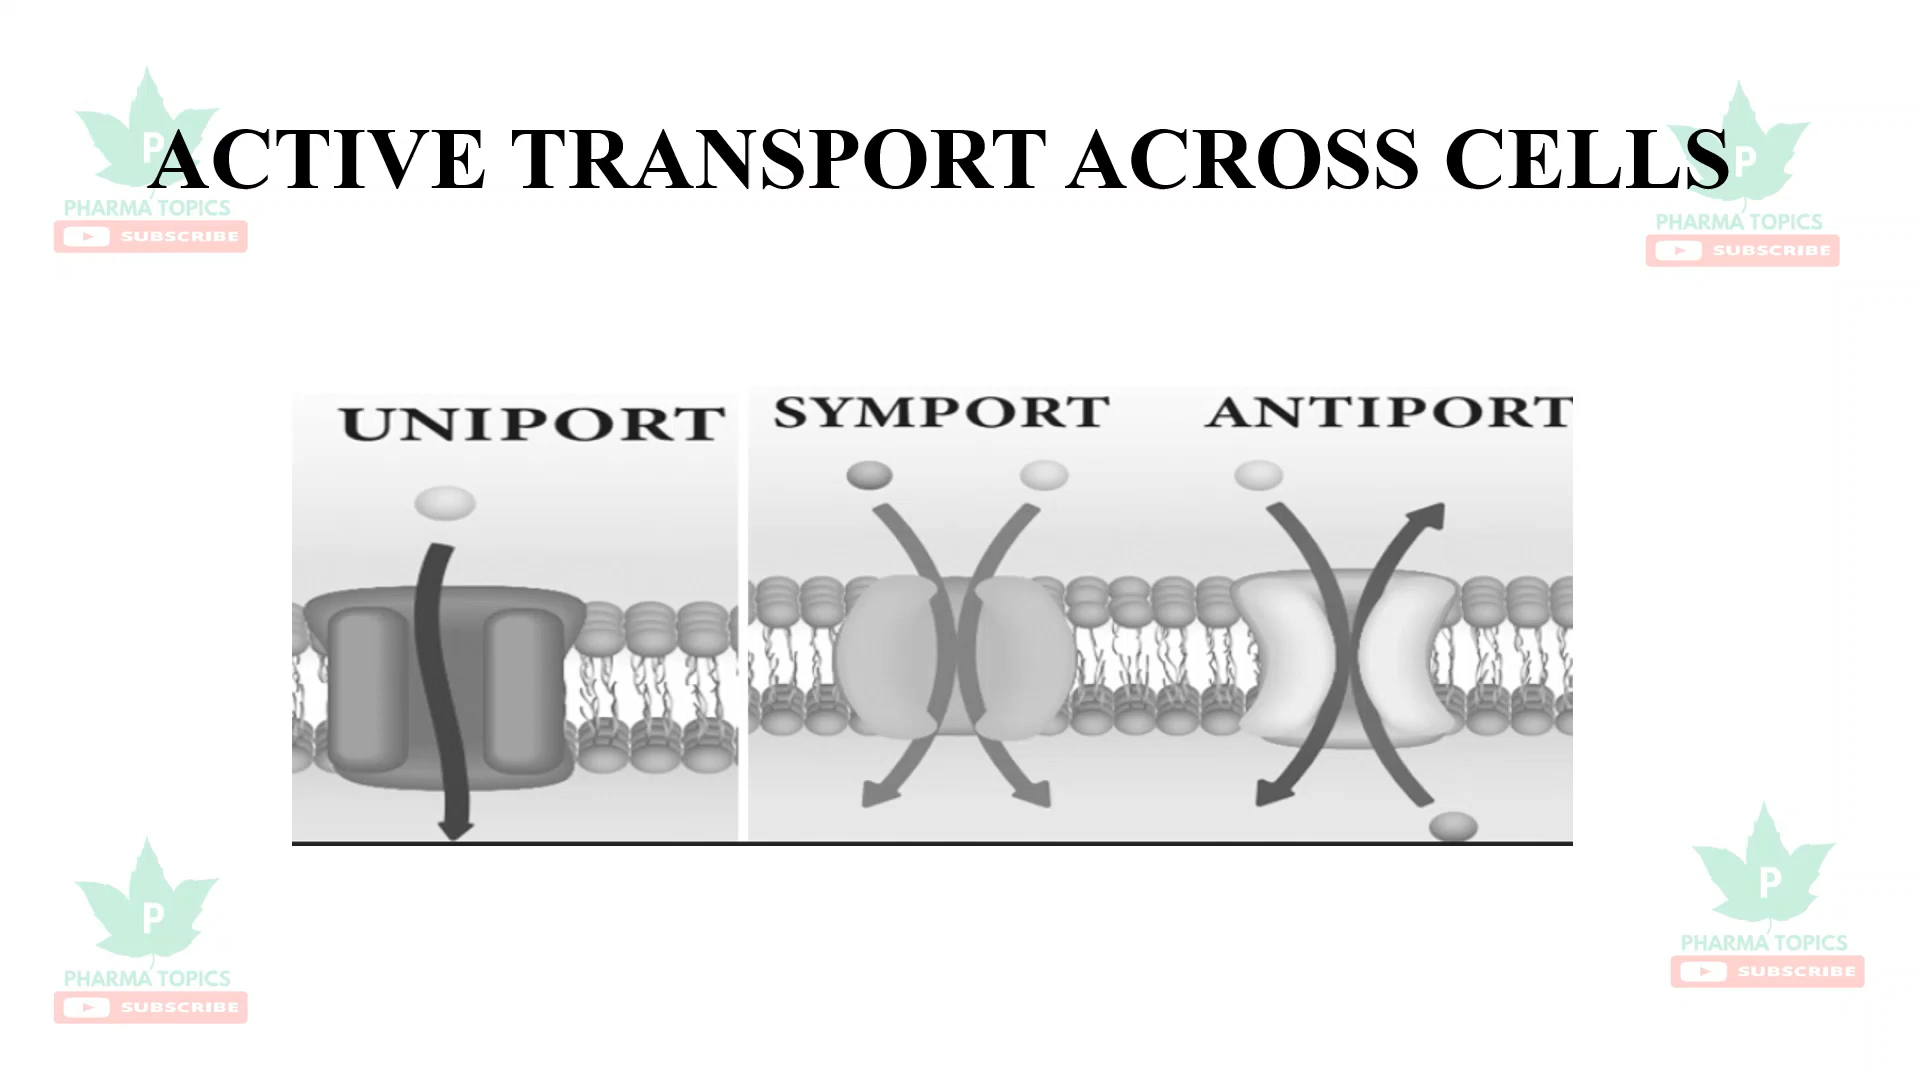 ACTIVE TRANSPORT ACROSS CELLS
P
PHARMA TOPICS
SUBSCRIBE
P
PHARMA TOPICS
SUBSCRIBE
UNIPORT
SYMPORT
ANTIPORT
P
PHARMA TOPICS
SUBSCRIBE
P
PHARMA TOPICS
SUBSCRIBE